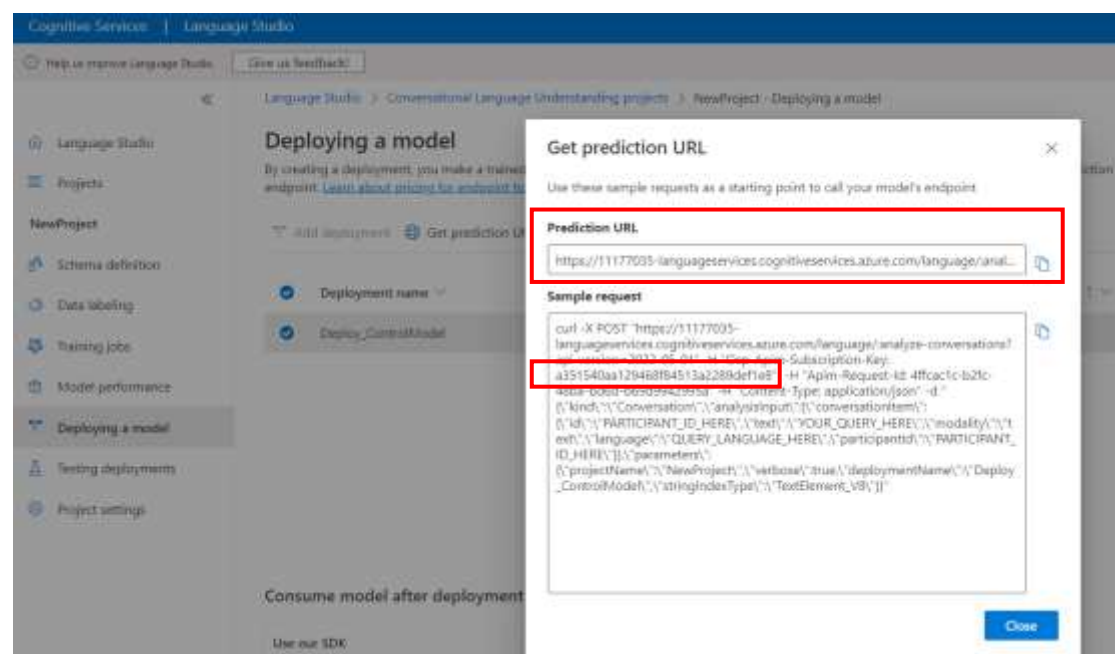 Cognitive Services | Language Studio
Help us improve Language Studio. Give us feedback!
Language Studio > Conversational Language Understanding projects > NewProject - Deploying a model
Language Studio
Projects
NewProject
Schema definition
Data labeling
Training jobs
Model performance
Deploying a model
Testing deployments
Project settings
Deploying a model
By creating a deployment, you make a trained
endpoint. Learn about pricing for endpoint
Add deployment Get prediction U
Deployment name
Deploy_ControlModel
Consume model after deployment
Use our SDK
Get prediction URL
Use these sample requests as a starting point to call your model's endpoint
Prediction URL
https://11177035-languageservices.cognitiveservices.azure.com/language/:anal...
Sample request
curl -X POST "https://11177035-
languageservices.cognitiveservices.azure.com/language/:analyze-conversations?
api-version=2022-05-01" -H "Ocp-Apim-Subscription-Key:
a351540aa129468f84513a2289def1e8" -H "Apim-Request-Id: 4ffcac1c-b2fc-
-H "Content-Type: application/json" -d "
{\"kind\":\"Conversation\",\"analysisInput\":{\"conversationItem\":
{\"id\":\"PARTICIPANT_ID_HERE\",\"text\":\"YOUR_QUERY_HERE\",\"modality\":\"t
ext\",\"language\":\"QUERY_LANGUAGE_HERE\",\"participantId\":\"PARTICIPANT_
ID_HERE\"}},\"parameters\":
{\"projectName\":\"NewProject\",\"verbose\":true,\"deploymentName\":\"Deploy
_ControlModel\",\"stringIndexType\":\"TextElement_V8\"}}"
Close